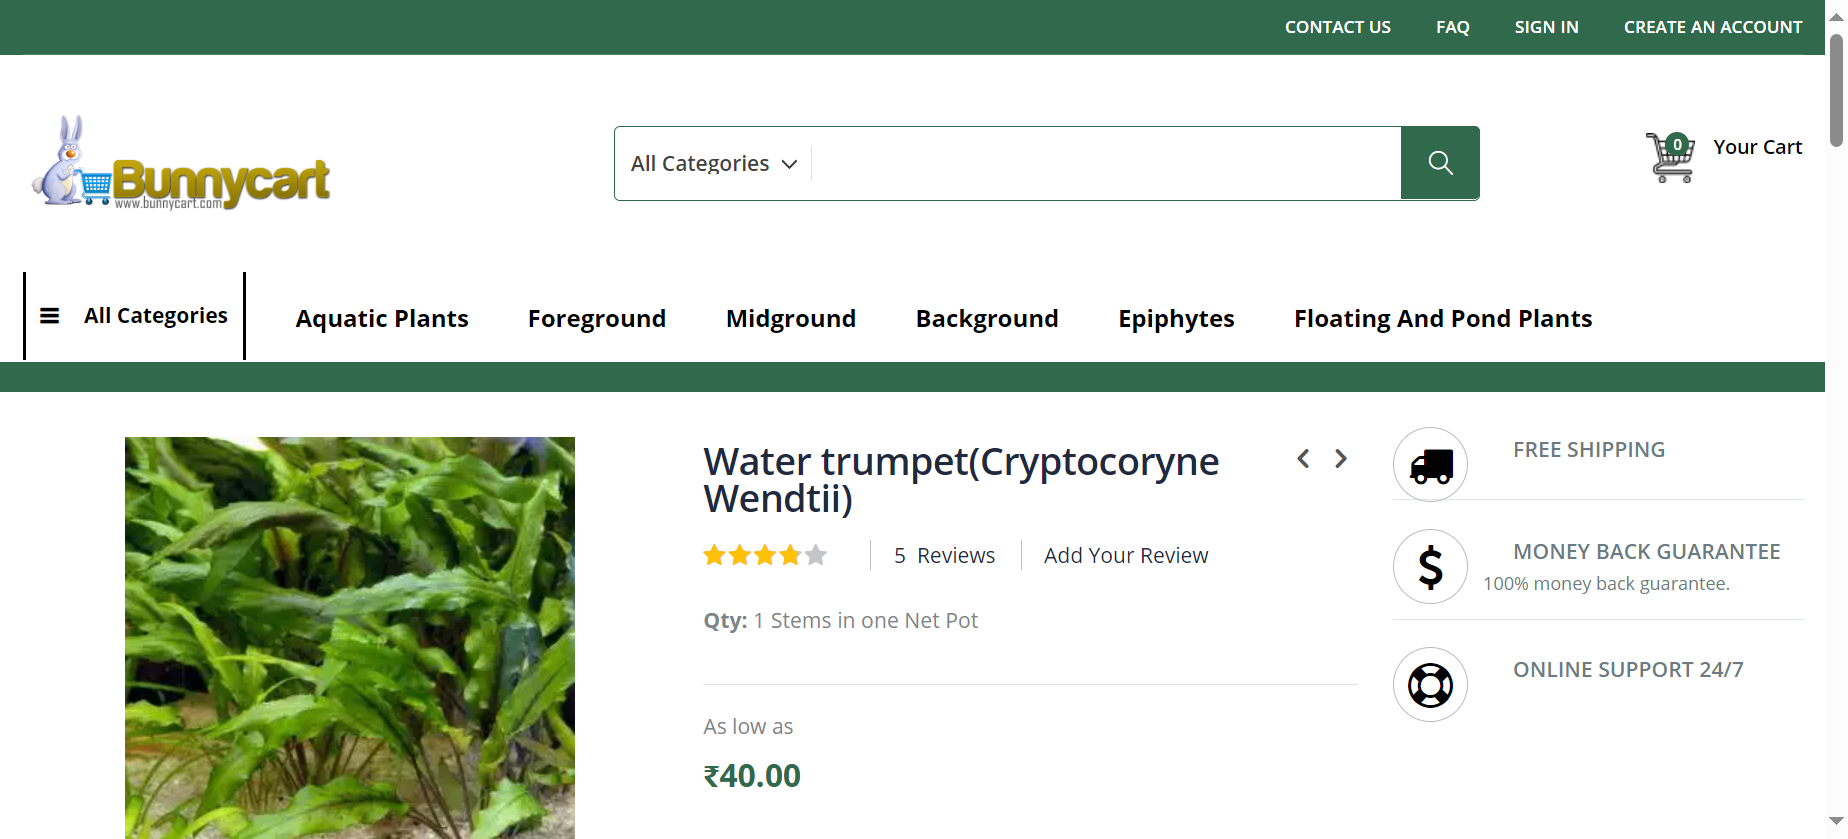 CONTACT US FAQ SIGN IN CREATE AN ACCOUNT
Bunnycart
www.bunnycart.com
All Categories
0 Your Cart
All Categories Aquatic Plants Foreground Midground Background Epiphytes Floating And Pond Plants
Water trumpet(Cryptocoryne
Wendtii)
5 Reviews Add Your Review
Qty: 1 Stems in one Net Pot
As low as
₹40.00
FREE SHIPPING
MONEY BACK GUARANTEE
100% money back guarantee.
ONLINE SUPPORT 24/7